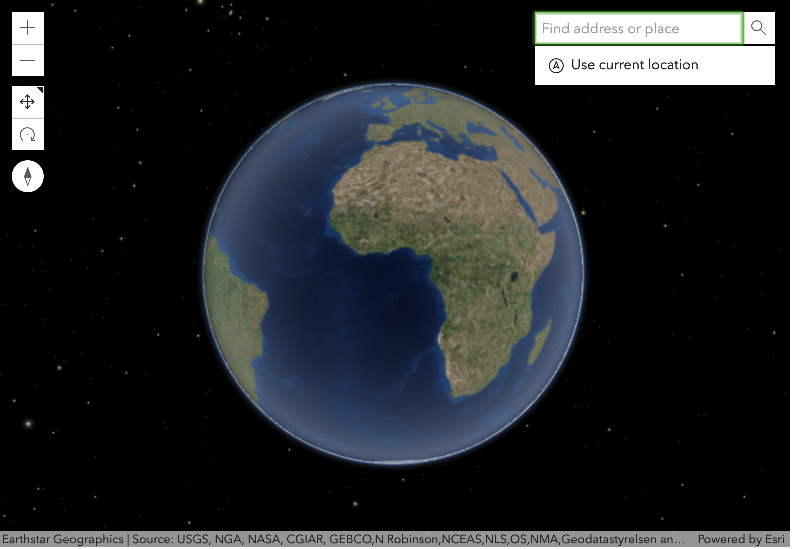 Find address or place
Use current location
Earthstar Geographics | Source: USGS, NGA, NASA, CGIAR, GEBCO,N Robinson,NCEAS,NLS,OS,NMA,Geodatastyrelsen an... Powered by Esri